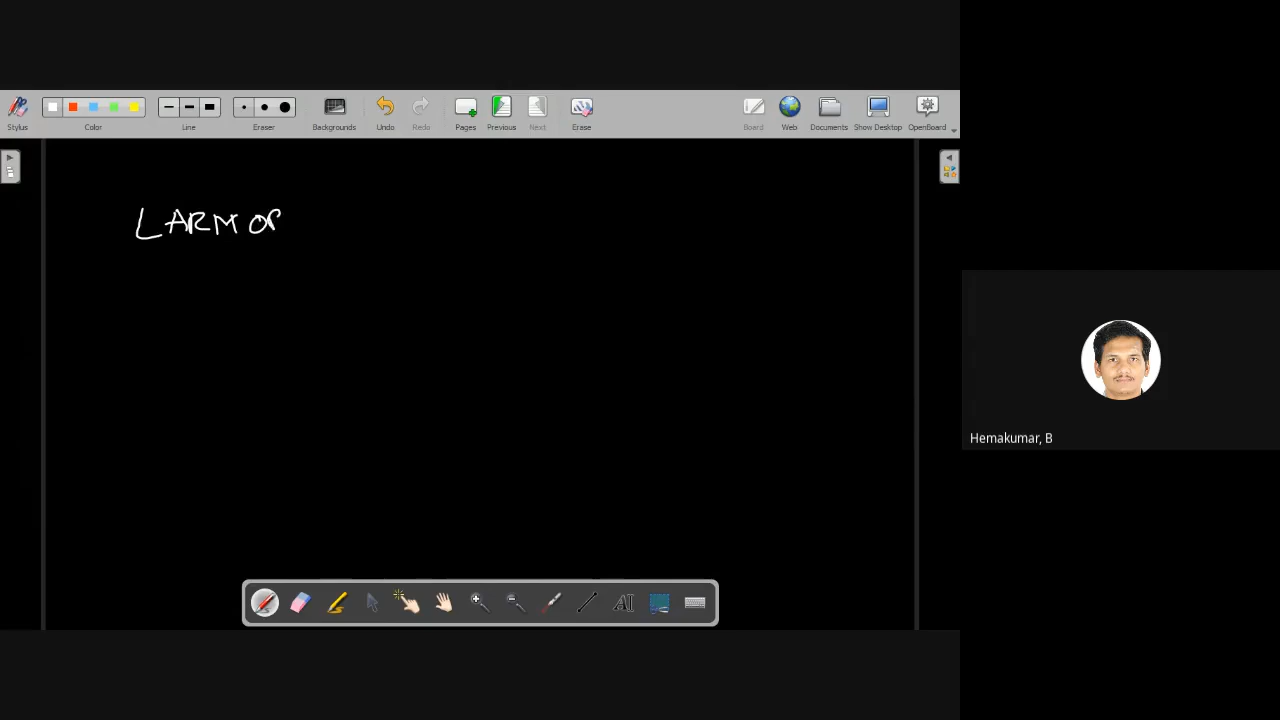 Stylus Color Line Eraser Backgrounds Undo Redo Pages Previous Next Erase Board Web Documents Show Desktop OpenBoard
LARMOR
Hemakumar, B